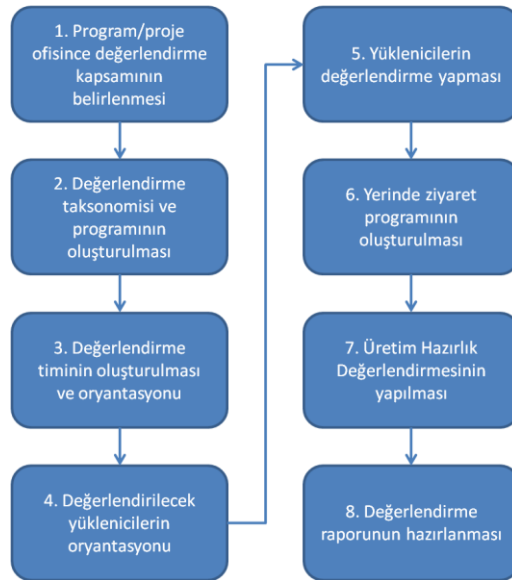 1. Program/proje
ofisince değerlendirme
kapsamının
belirlenmesi
2. Değerlendirme
taksonomisi ve
programının
oluşturulması
3. Değerlendirme
timinin oluşturulması
ve oryantasyonu
4. Değerlendirilecek
yüklenicilerin
oryantasyonu
5. Yüklenicilerin
değerlendirme yapması
6. Yerinde ziyaret
programının
oluşturulması
7. Üretim Hazırlık
Değerlendirmesinin
yapılması
8. Değerlendirme
raporunun hazırlanması